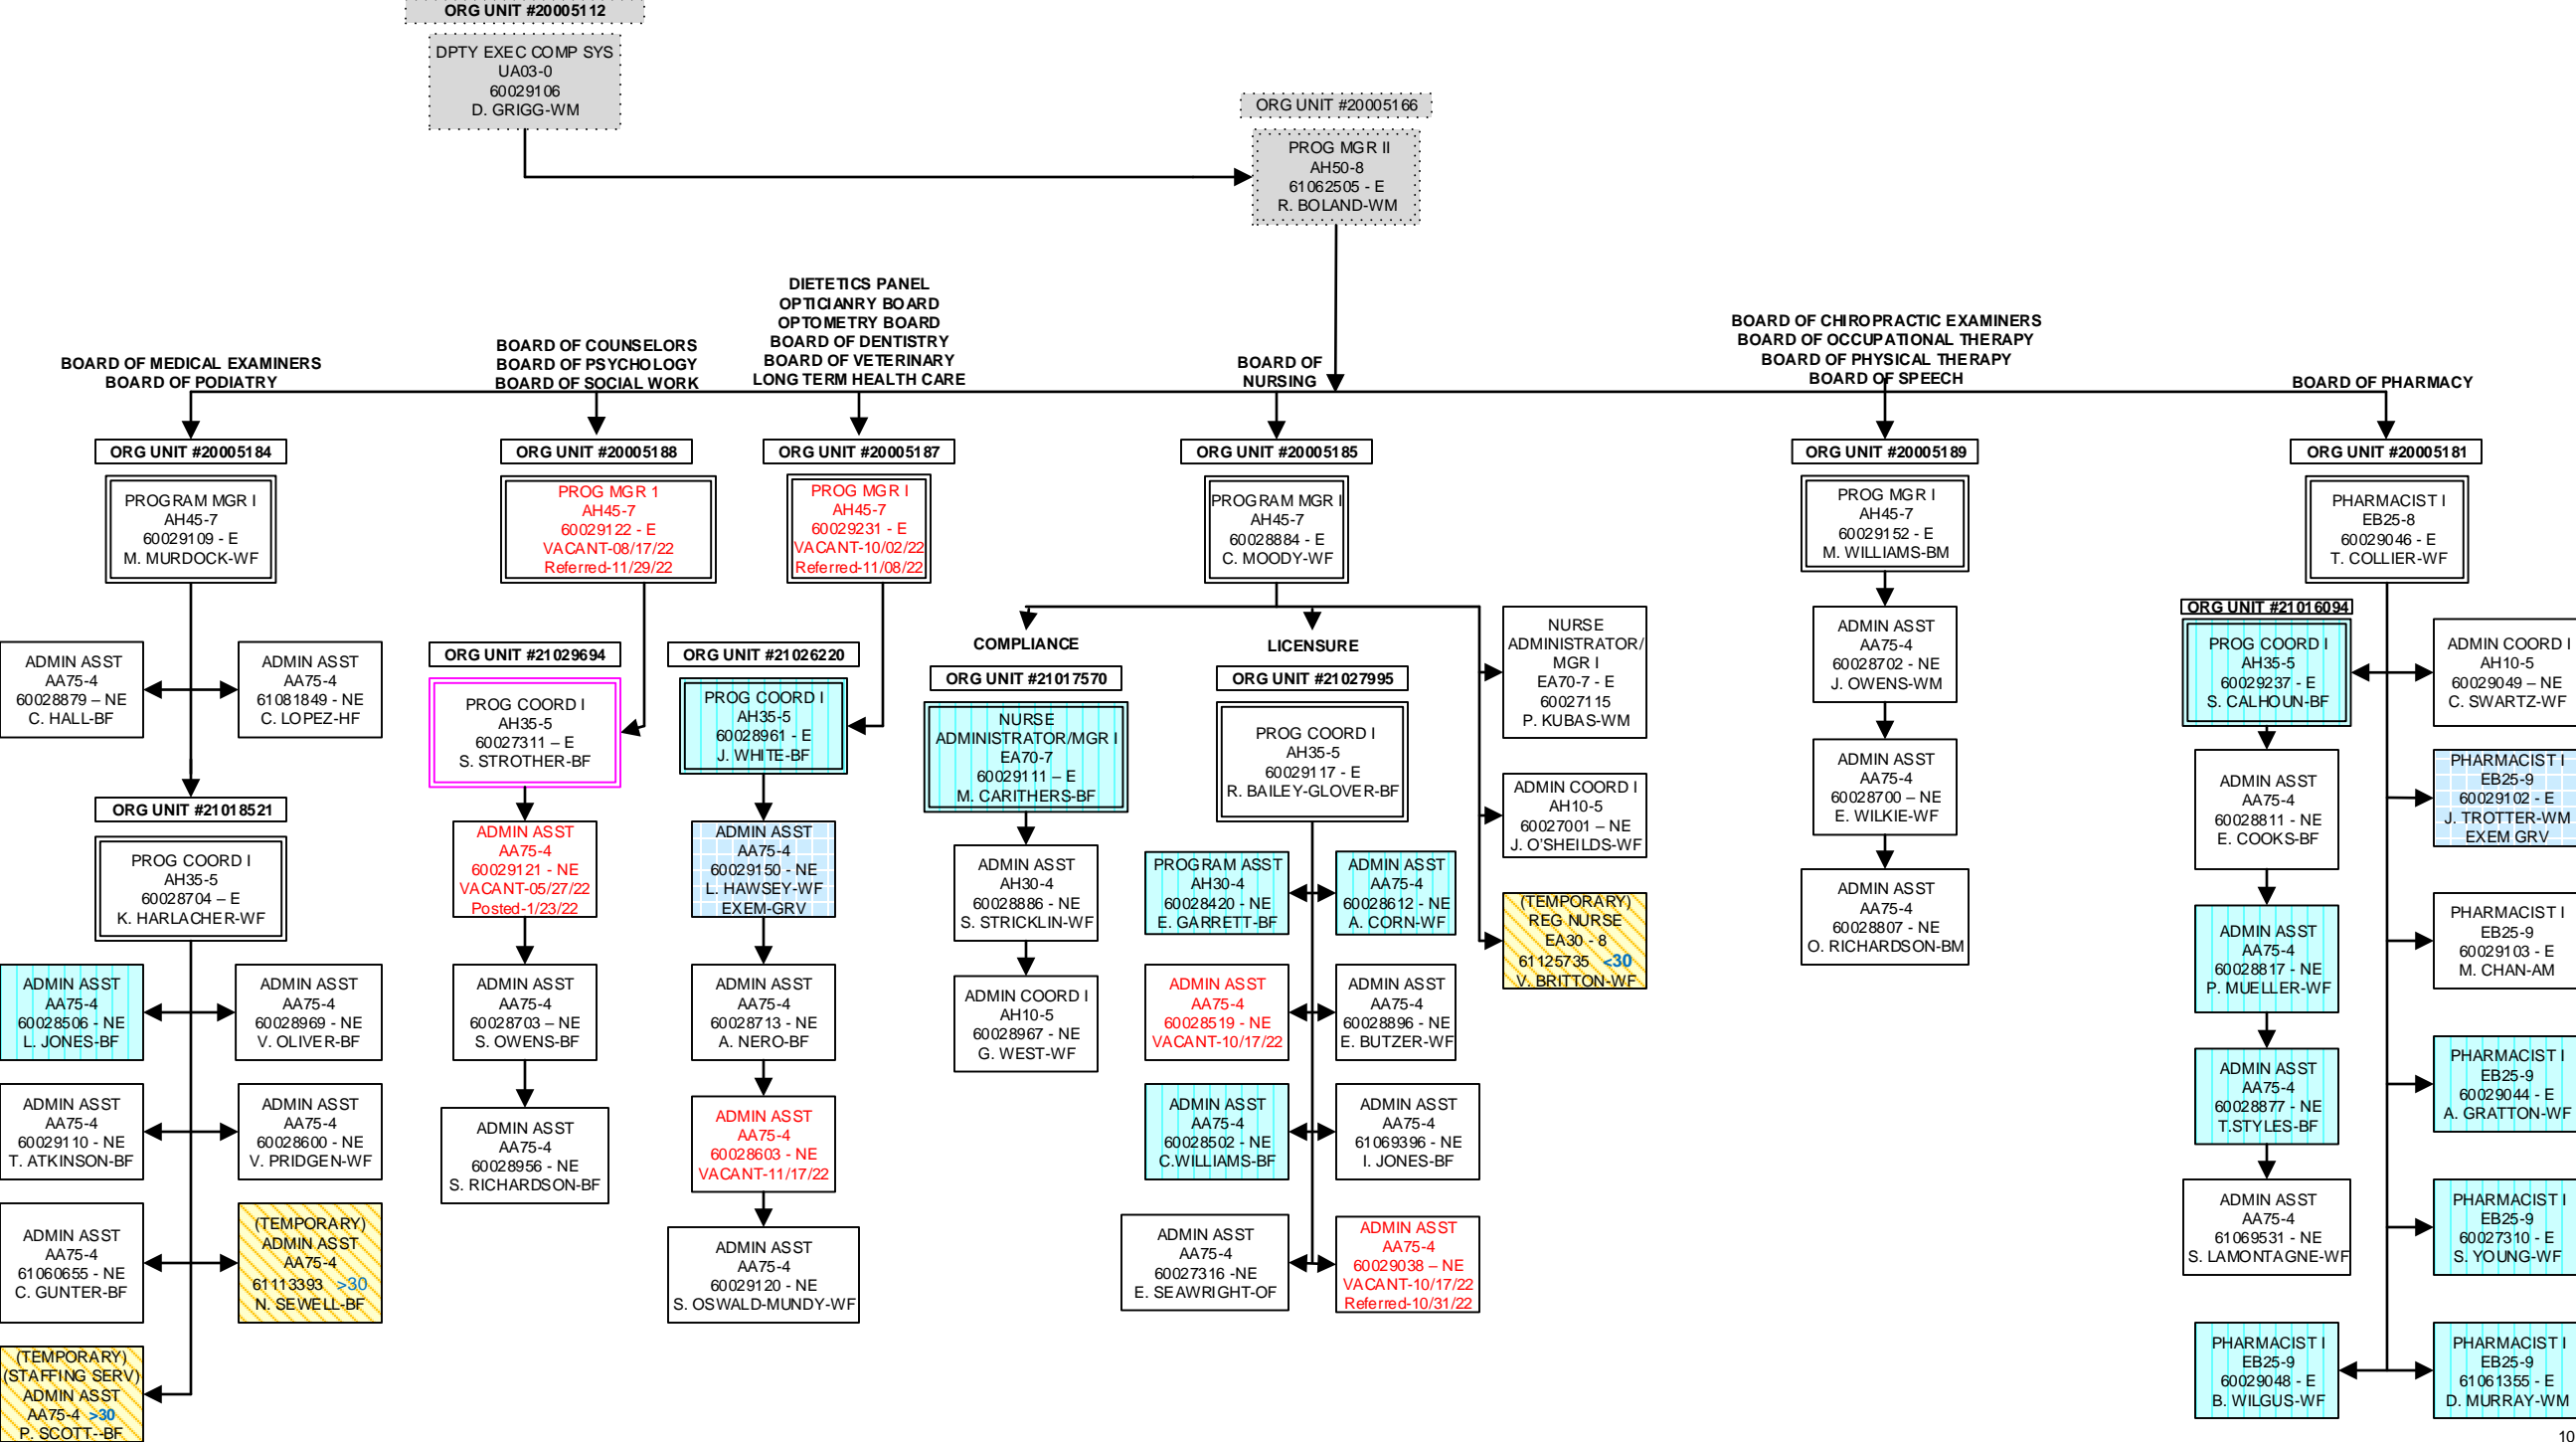 ORG UNIT #20005112
DPTY EXEC COMP SYS
UA03-0
60029106
D. GRIGG-WM
ORG UNIT #20005166
PROG MGR II
AH50-8
61062505 - E
R. BOLAND-WM
BOARD OF MEDICAL EXAMINERS
BOARD OF PODIATRY
ORG UNIT #20005184
PROGRAM MGR I
AH45-7
60029109 - E
M. MURDOCK-WF
ADMIN ASST
AA75-4
60028879 – NE
C. HALL-BF
ADMIN ASST
AA75-4
61081849 - NE
C. LOPEZ-HF
ORG UNIT #21018521
PROG COORD I
AH35-5
60028704 – E
K. HARLACHER-WF
ADMIN ASST
AA75-4
60028506 - NE
L. JONES-BF
ADMIN ASST
AA75-4
60028969 - NE
V. OLIVER-BF
ADMIN ASST
AA75-4
60029110 - NE
T. ATKINSON-BF
ADMIN ASST
AA75-4
60028600 - NE
V. PRIDGEN-WF
ADMIN ASST
AA75-4
61060655 - NE
C. GUNTER-BF
(TEMPORARY)
ADMIN ASST
AA75-4
61113393 >30
N. SEWELL-BF
(TEMPORARY)
(STAFFING SERV)
ADMIN ASST
AA75-4 >30
P. SCOTT--BF
BOARD OF COUNSELORS
BOARD OF PSYCHOLOGY
BOARD OF SOCIAL WORK
ORG UNIT #20005188
PROG MGR 1
AH45-7
60029122 - E
VACANT-08/17/22
Referred-11/29/22
ORG UNIT #21029694
PROG COORD I
AH35-5
60027311 – E
S. STROTHER-BF
ADMIN ASST
AA75-4
60029121 - NE
VACANT-05/27/22
Posted-1/23/22
ADMIN ASST
AA75-4
60028703 – NE
S. OWENS-BF
ADMIN ASST
AA75-4
60028956 - NE
S. RICHARDSON-BF
DIETETICS PANEL
OPTICIANRY BOARD
OPTOMETRY BOARD
BOARD OF DENTISTRY
BOARD OF VETERINARY
LONG TERM HEALTH CARE
ORG UNIT #20005187
PROG MGR I
AH45-7
60029231 - E
VACANT-10/02/22
Referred-11/08/22
ORG UNIT #21026220
PROG COORD I
AH35-5
60028961 - E
J. WHITE-BF
ADMIN ASST
AA75-4
60029150 - NE
L. HAWSEY-WF
EXEM-GRV
ADMIN ASST
AA75-4
60028713 - NE
A. NERO-BF
ADMIN ASST
AA75-4
60028603 - NE
VACANT-11/17/22
ADMIN ASST
AA75-4
60029120 - NE
S. OSWALD-MUNDY-WF
BOARD OF
NURSING
ORG UNIT #20005185
PROGRAM MGR I
AH45-7
60028884 - E
C. MOODY-WF
COMPLIANCE
ORG UNIT #21017570
NURSE
ADMINISTRATOR/MGR I
EA70-7
60029111 – E
M. CARITHERS-BF
ADMIN ASST
AH30-4
60028886 - NE
S. STRICKLIN-WF
ADMIN COORD I
AH10-5
60028967 - NE
G. WEST-WF
LICENSURE
ORG UNIT #21027995
PROG COORD I
AH35-5
60029117 - E
R. BAILEY-GLOVER-BF
PROGRAM ASST
AH30-4
60028420 - NE
E. GARRETT-BF
ADMIN ASST
AA75-4
60028612 - NE
A. CORN-WF
ADMIN ASST
AA75-4
60028519 - NE
VACANT-10/17/22
ADMIN ASST
AA75-4
60028896 - NE
E. BUTZER-WF
ADMIN ASST
AA75-4
60028502 - NE
C.WILLIAMS-BF
ADMIN ASST
AA75-4
61069396 - NE
I. JONES-BF
ADMIN ASST
AA75-4
60027316 -NE
E. SEAWRIGHT-OF
ADMIN ASST
AA75-4
60029038 – NE
VACANT-10/17/22
Referred-10/31/22
NURSE
ADMINISTRATOR/
MGR I
EA70-7 - E
60027115
P. KUBAS-WM
ADMIN COORD I
AH10-5
60027001 – NE
J. O'SHEILDS-WF
(TEMPORARY)
REG NURSE
EA30 - 8
61125735 <30
V. BRITTON-WF
BOARD OF CHIROPRACTIC EXAMINERS
BOARD OF OCCUPATIONAL THERAPY
BOARD OF PHYSICAL THERAPY
BOARD OF SPEECH
ORG UNIT #20005189
PROG MGR I
AH45-7
60029152 - E
M. WILLIAMS-BM
ADMIN ASST
AA75-4
60028702 - NE
J. OWENS-WM
ADMIN ASST
AA75-4
60028700 – NE
E. WILKIE-WF
ADMIN ASST
AA75-4
60028807 - NE
O. RICHARDSON-BM
BOARD OF PHARMACY
ORG UNIT #20005181
PHARMACIST I
EB25-8
60029046 - E
T. COLLIER-WF
ORG UNIT #21016094
PROG COORD I
AH35-5
60029237 - E
S. CALHOUN-BF
ADMIN ASST
AA75-4
60028811 - NE
E. COOKS-BF
ADMIN ASST
AA75-4
60028817 - NE
P. MUELLER-WF
ADMIN ASST
AA75-4
60028877 - NE
T.STYLES-BF
ADMIN ASST
AA75-4
61069531 - NE
S. LAMONTAGNE-WF
PHARMACIST I
EB25-9
60029048 - E
B. WILGUS-WF
ADMIN COORD I
AH10-5
60029049 – NE
C. SWARTZ-WF
PHARMACIST I
EB25-9
60029102 - E
J. TROTTER-WM
EXEM GRV
PHARMACIST I
EB25-9
60029103 - E
M. CHAN-AM
PHARMACIST I
EB25-9
60029044 - E
A. GRATTON-WF
PHARMACIST I
EB25-9
60027310 - E
S. YOUNG-WF
PHARMACIST I
EB25-9
61061355 - E
D. MURRAY-WM
10